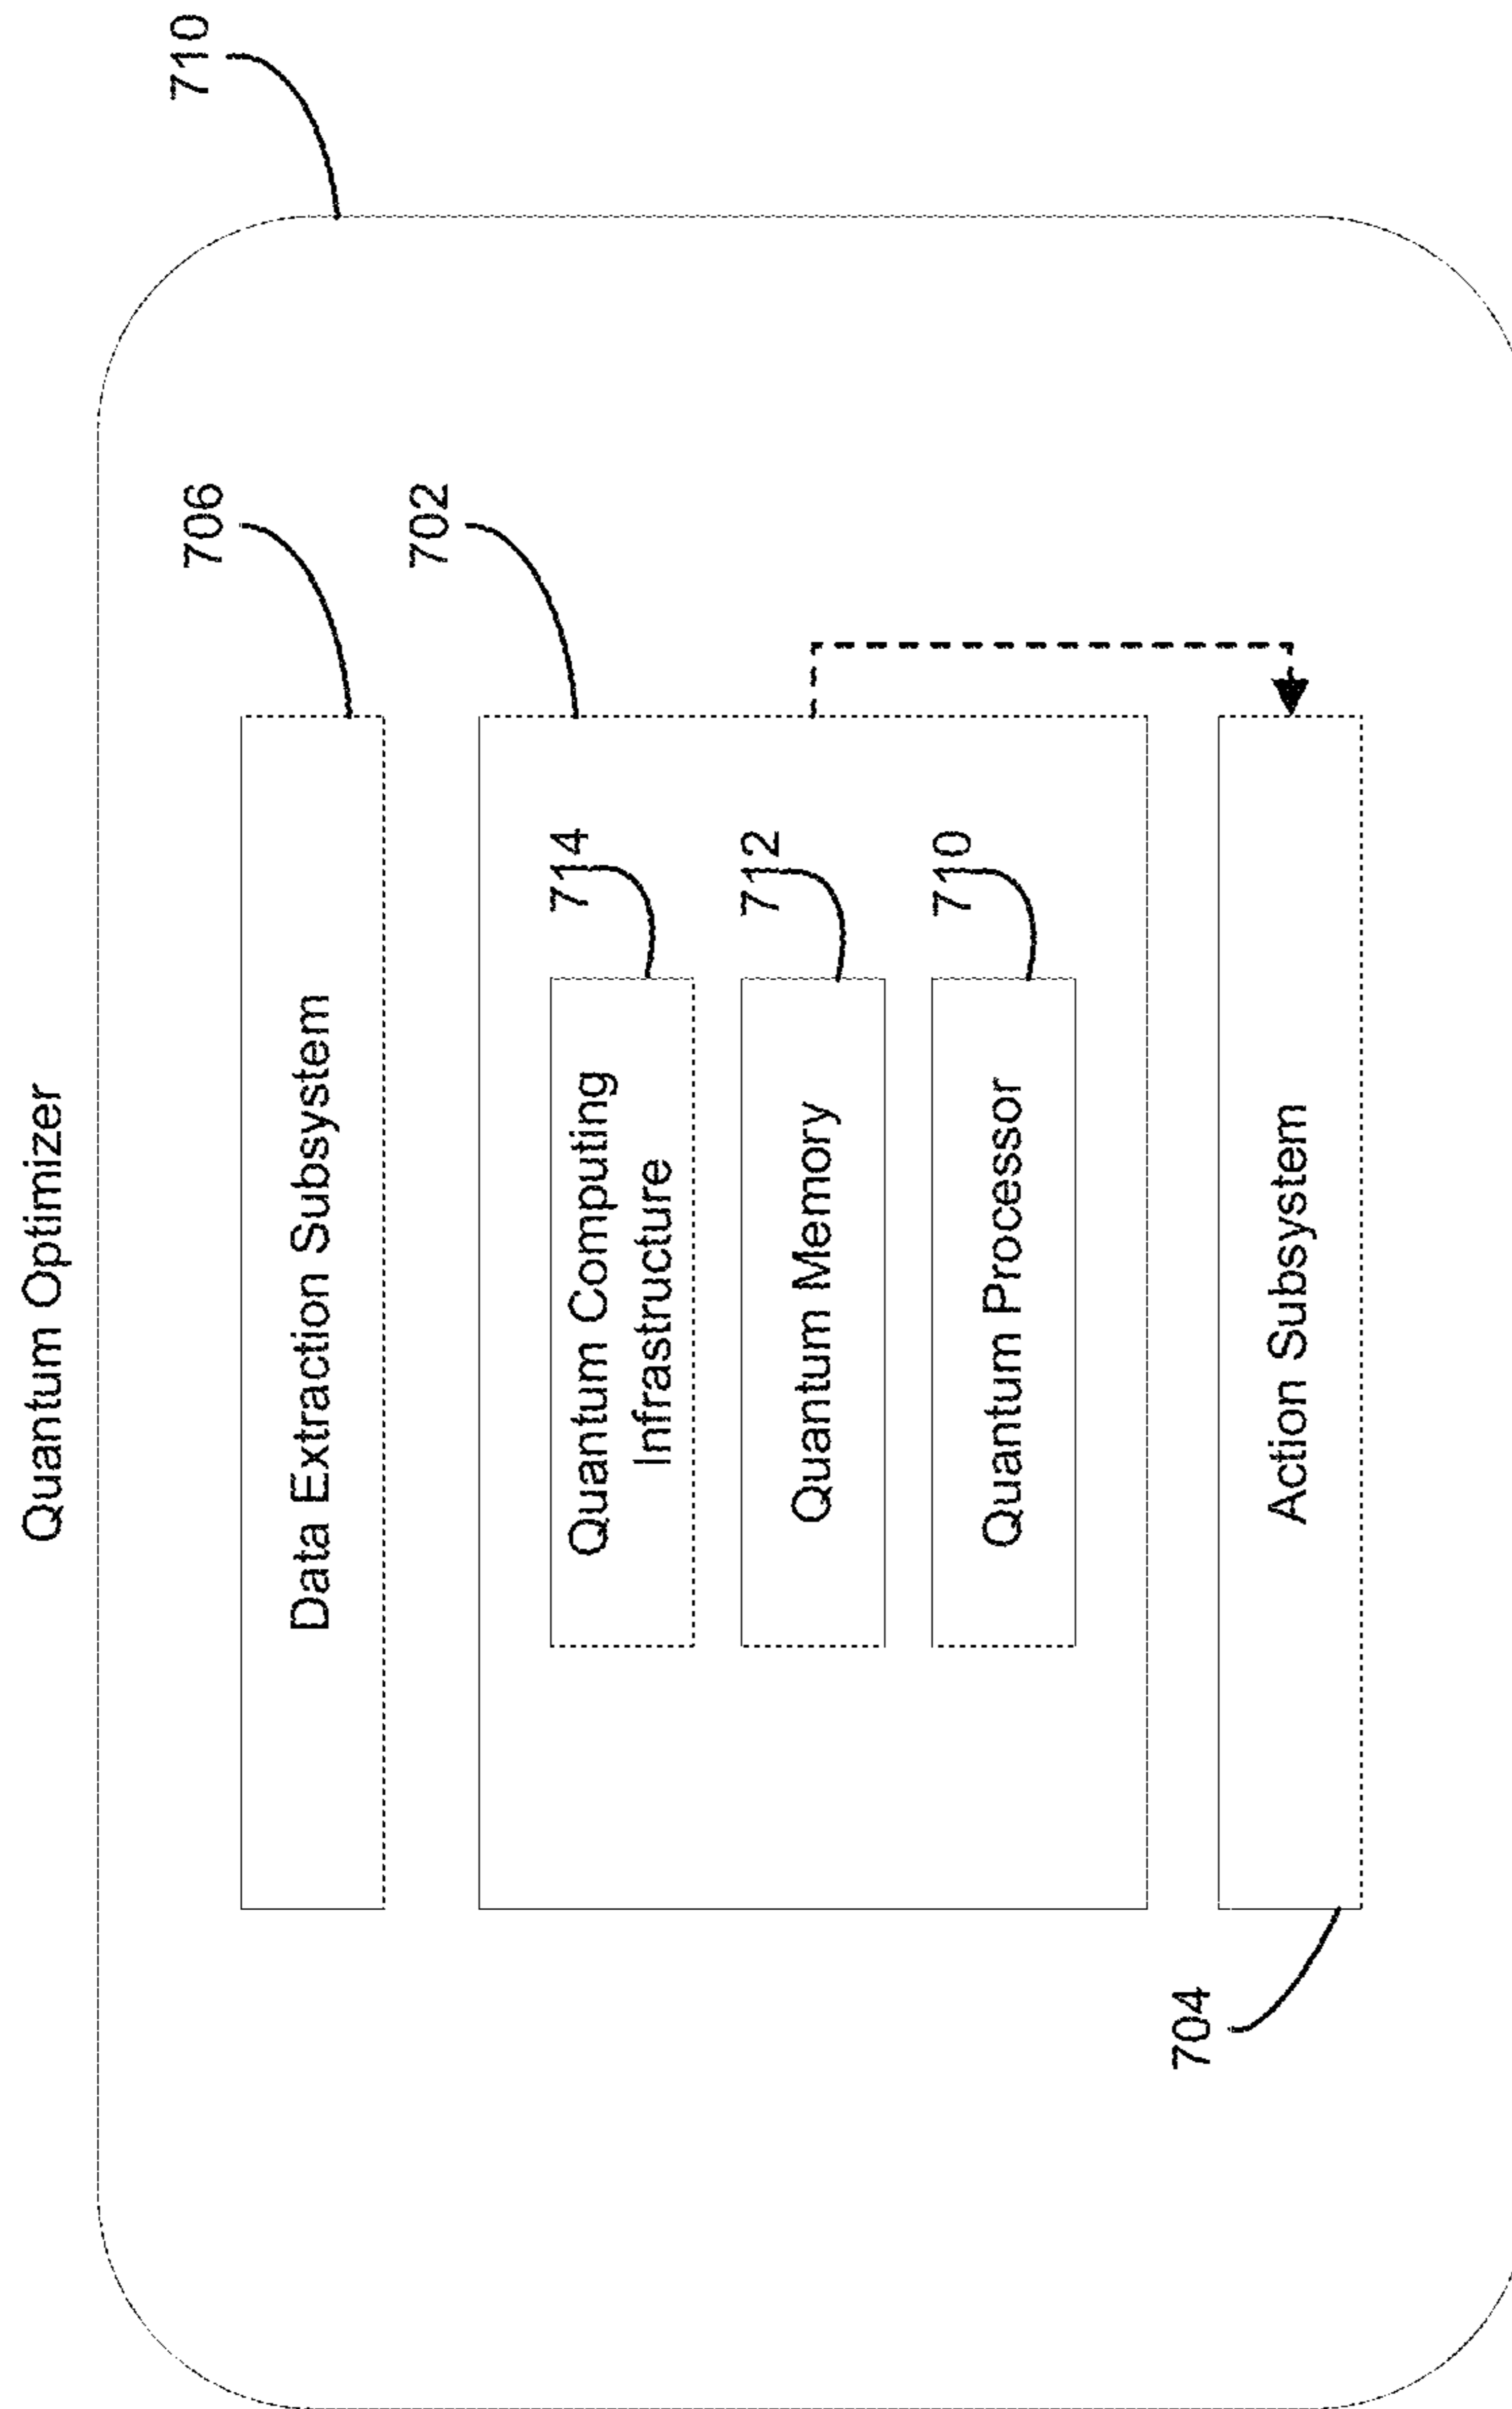 Quantum Optimizer
710
706
Data Extraction Subsystem
702
714
Quantum Computing
Infrastructure
712
Quantum Memory
710
Quantum Processor
704
Action Subsystem